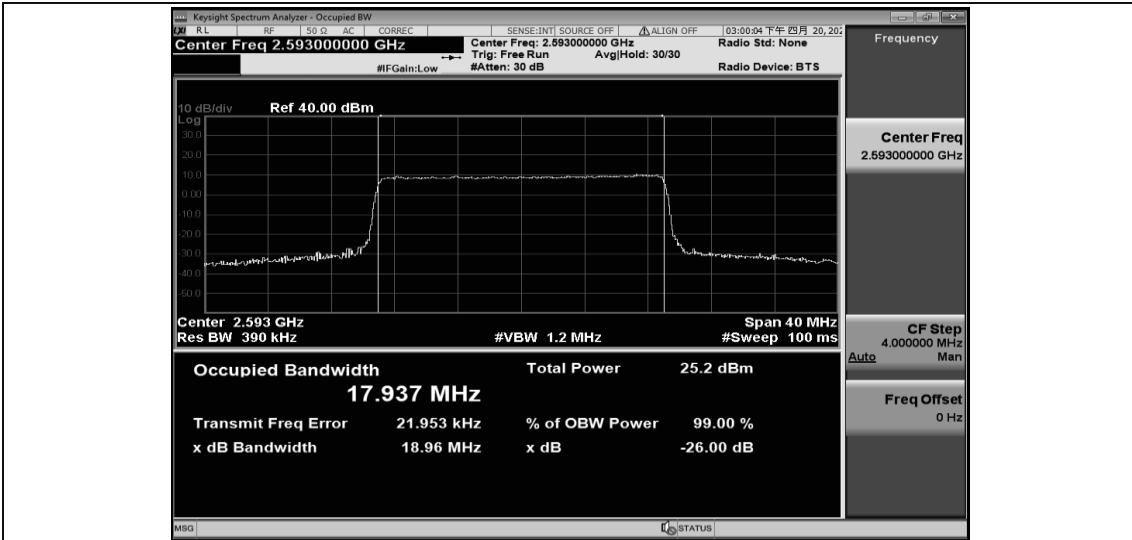 Keysight Spectrum Analyzer - Occupied BW
LXI RL RF 50 Ω AC CORREC SENSE:INT SOURCE OFF ALIGN OFF 03:00:04 下午 四月 20, 202
Center Freq 2.593000000 GHz
Center Freq: 2.593000000 GHz
Radio Std: None
Trig: Free Run Avg|Hold: 30/30
#IFGain:Low
#Atten: 30 dB
Radio Device: BTS
10 dB/div Ref 40.00 dBm
Log
30.0
20.0
10.0
0.00
-10.0
-20.0
-30.0
-40.0
-50.0
Center 2.593 GHz Span 40 MHz
Res BW 390 kHz #VBW 1.2 MHz #Sweep 100 ms
Occupied Bandwidth Total Power 25.2 dBm
17.937 MHz
Transmit Freq Error 21.953 kHz % of OBW Power 99.00 %
x dB Bandwidth 18.96 MHz x dB -26.00 dB
Frequency
Center Freq
2.593000000 GHz
CF Step
4.000000 MHz
Auto Man
Freq Offset
0 Hz
MSG STATUS